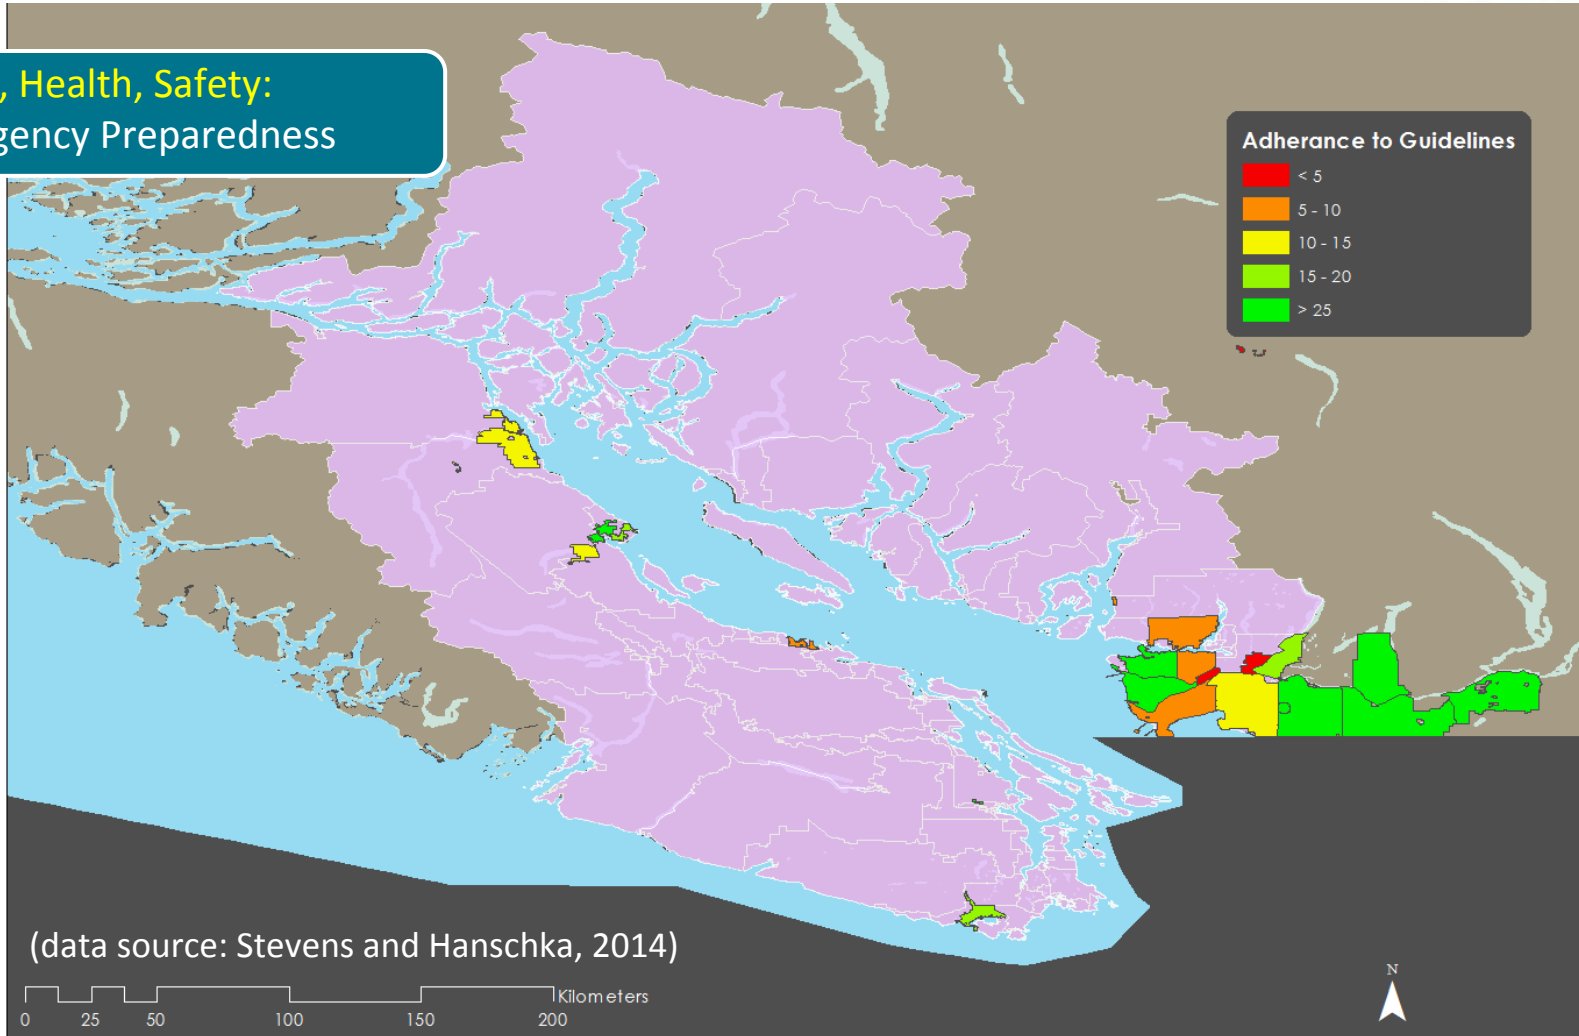 , Health, Safety:
gency Preparedness
Adherance to Guidelines
< 5
5 - 10
10 - 15
15 - 20
> 25
(data source: Stevens and Hanschka, 2014)
Kilometers
0 25 50 100 150 200
N